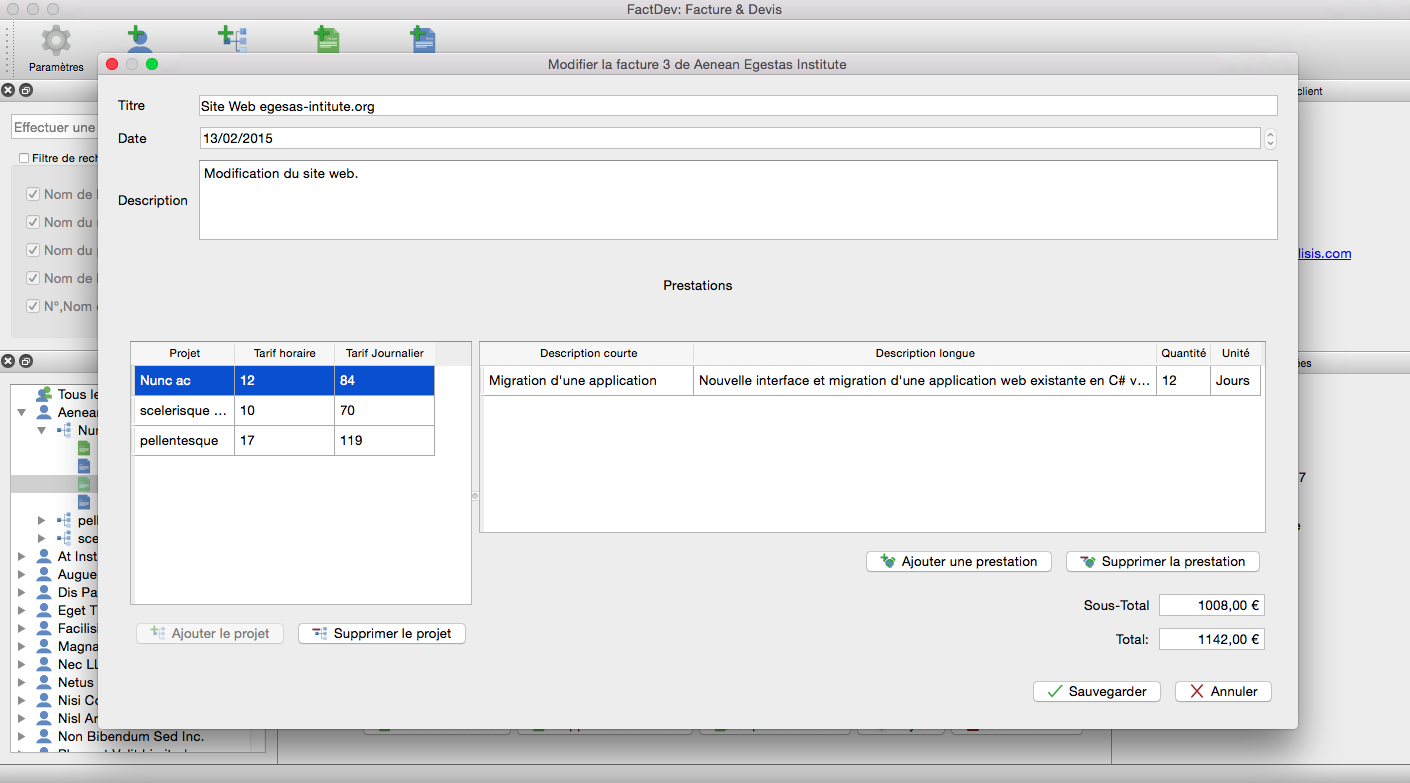 FactDev: Facture & Devis
Paramètres
Modifier la facture 3 de Aenean Egestas Institute
client
Effectuer une
Filtre de rech
Nom de
Nom du
Nom du
Nom de
N°,Nom
Titre
Site Web egesas-intitute.org
Date
13/02/2015
Description
Modification du site web.
lisis.com
Prestations
Projet Tarif horaire Tarif Journalier
Nunc ac 12 84
scelerisque ... 10 70
pellentesque 17 119
Description courte Description longue Quantité Unité
Migration d'une application Nouvelle interface et migration d'une application web existante en C# v... 12 Jours
ées
7
Tous le
Aenean
Nun
pell
sce
At Inst
Augue
Dis Pa
Eget T
Facilisi
Magna
Nec LL
Netus
Nisi Co
Nisl Ar
Non Bibendum Sed Inc.
Ajouter une prestation Supprimer la prestation
Sous-Total 1008,00 €
Total: 1142,00 €
Ajouter le projet Supprimer le projet
Sauvegarder Annuler